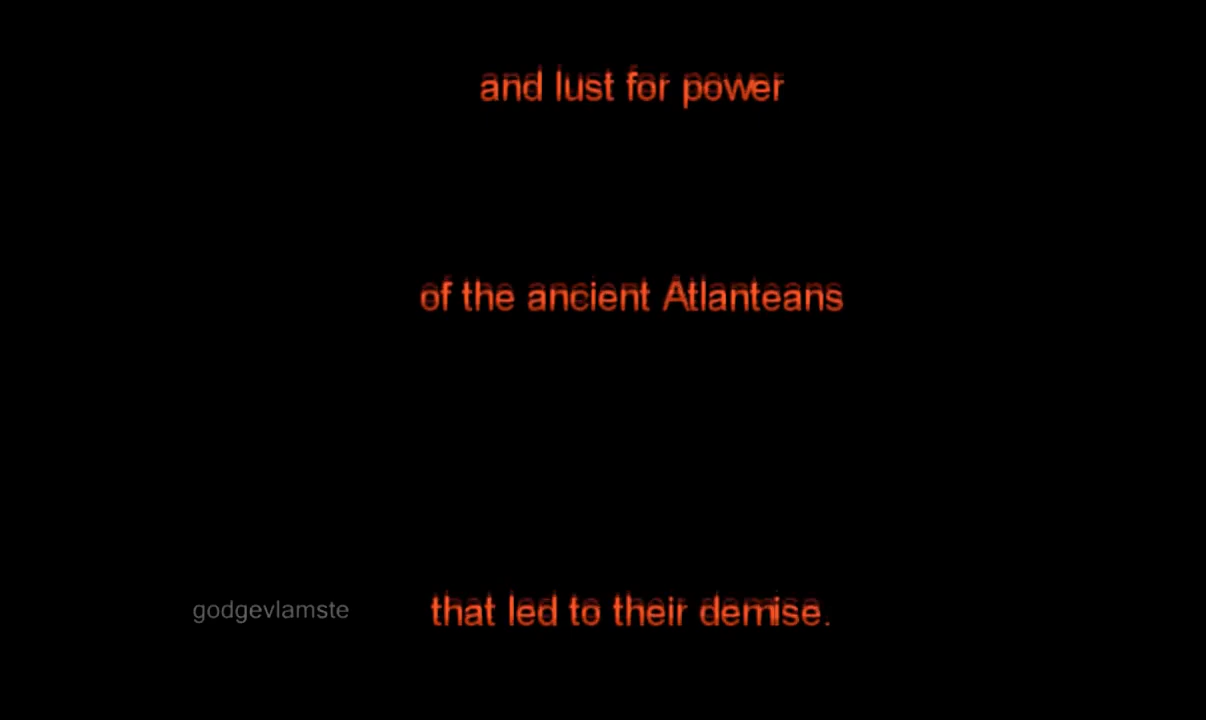 and lust for power
of the ancient Atlanteans
that led to their demise.
godgevlamste